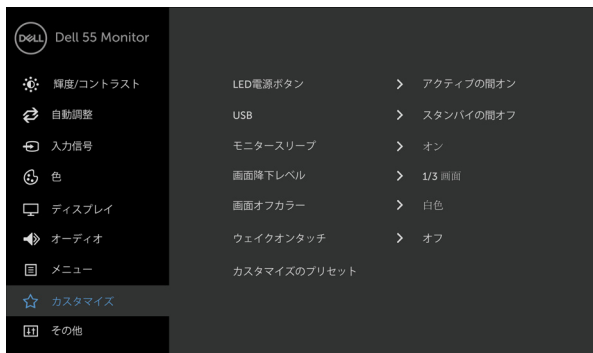 DELL Dell 55 Monitor
輝度/コントラスト
自動調整
入力信号
色
ディスプレイ
オーディオ
メニュー
カスタマイズ
その他
LED電源ボタン > アクティブの間オン
USB > スタンバイの間オフ
モニタースリープ > オン
画面降下レベル > 1/3 画面
画面オフカラー > 白色
ウェイクオンタッチ > オフ
カスタマイズのプリセット